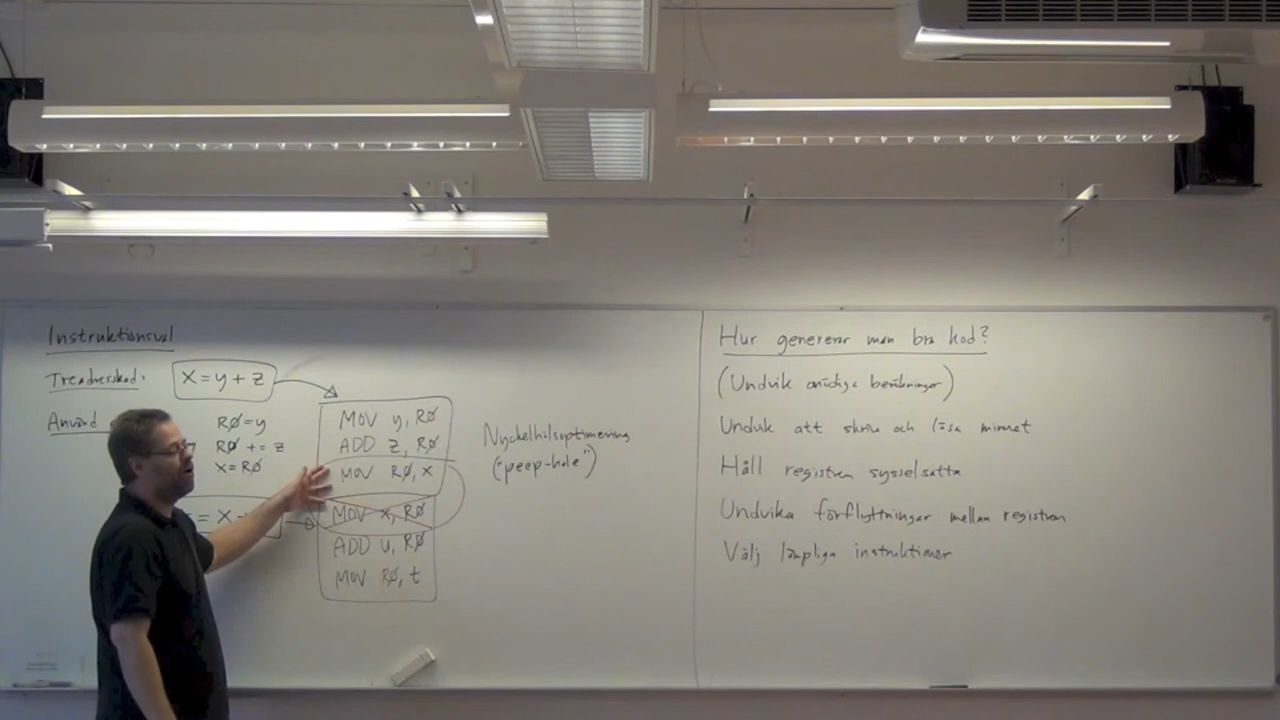 Instruktionsval
Treadresskod:
X = y + z
Använd
RØ = y
RØ += z
X = RØ
= X
MOV y, RØ
ADD z, RØ
MOV RØ, x
MOV x, RØ
ADD u, RØ
MOV RØ, t
Nyckelhålsoptimering
("peep-hole")
Hur genererar man bra kod?
(Undvik onödiga beräkningar)
Undvik att skriva och läsa minnet
Håll registren sysselsatta
Undvika förflyttningar mellan registren
Välj lämpliga instruktioner